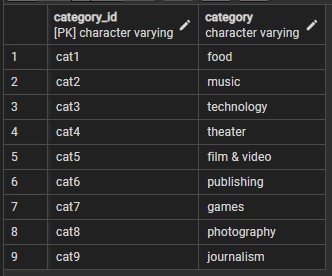 category_id category
[PK] character varying character varying
1 cat1 food
2 cat2 music
3 cat3 technology
4 cat4 theater
5 cat5 film & video
6 cat6 publishing
7 cat7 games
8 cat8 photography
9 cat9 journalism